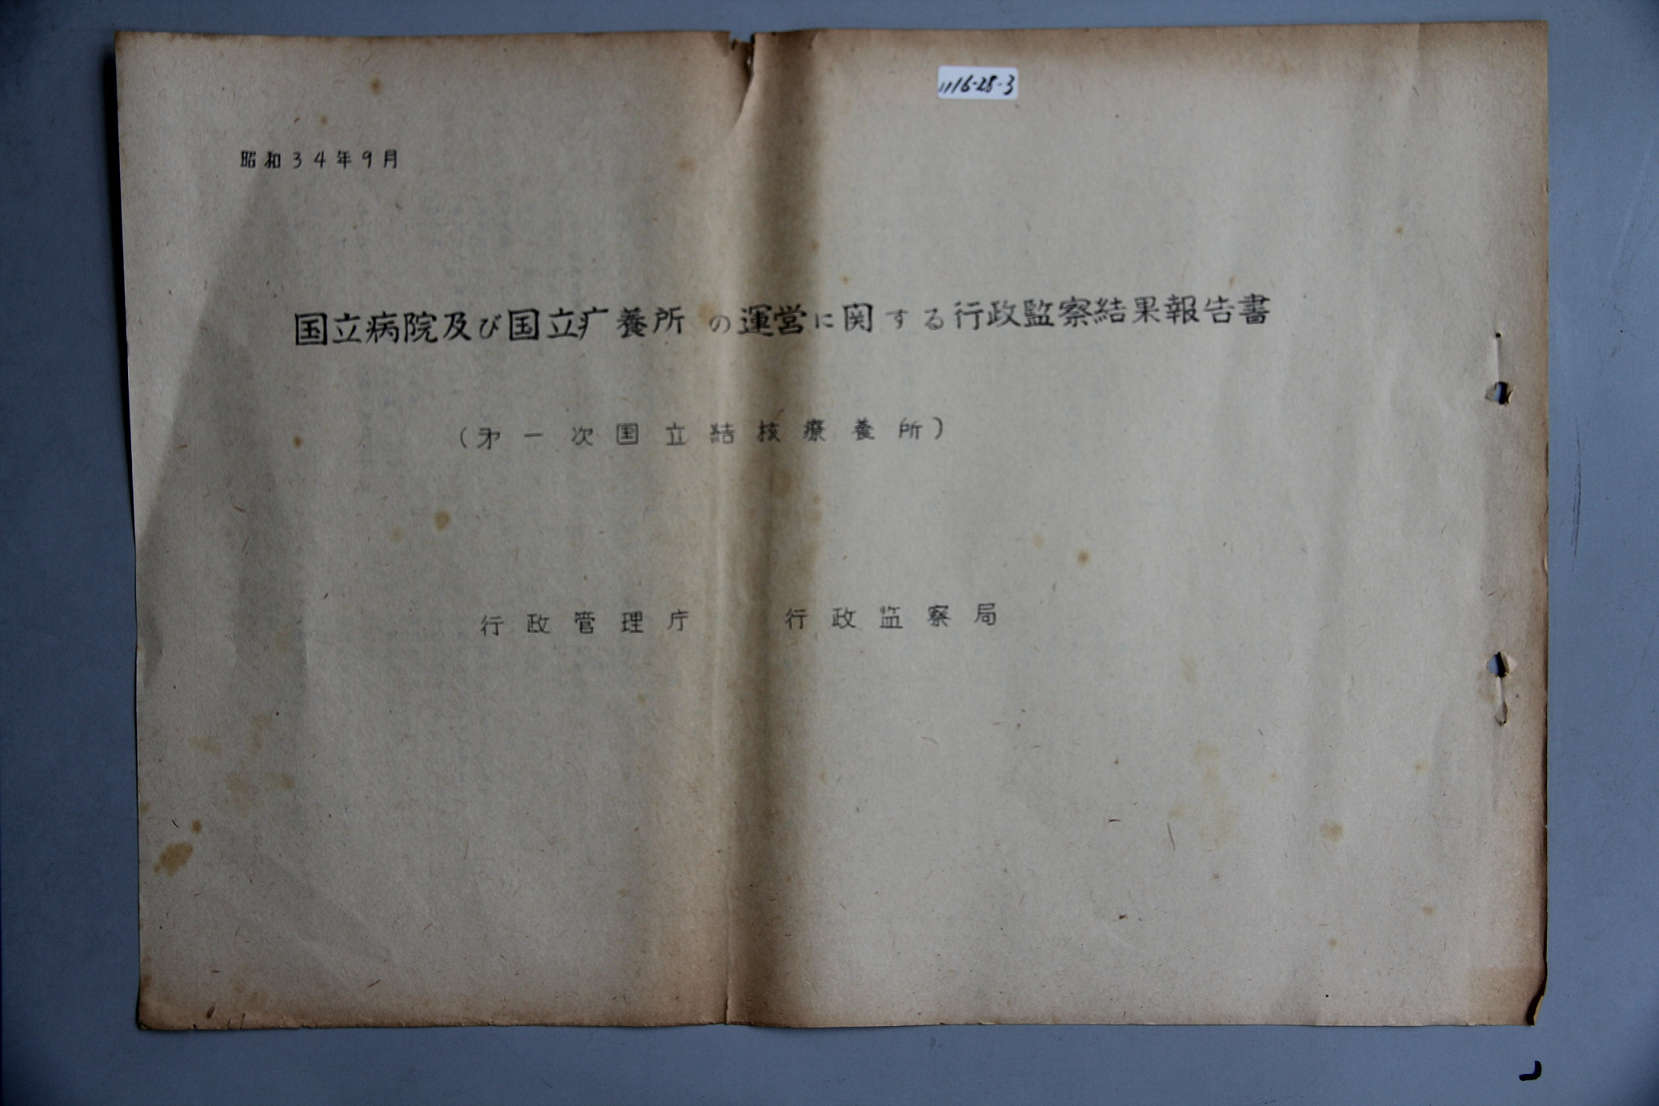 1116-28-3
昭和34年9月
国立病院及び国立疒養所の運営に関する行政監察結果報告書
(才一次国立結核療養所)
行政管理庁 行政監察局